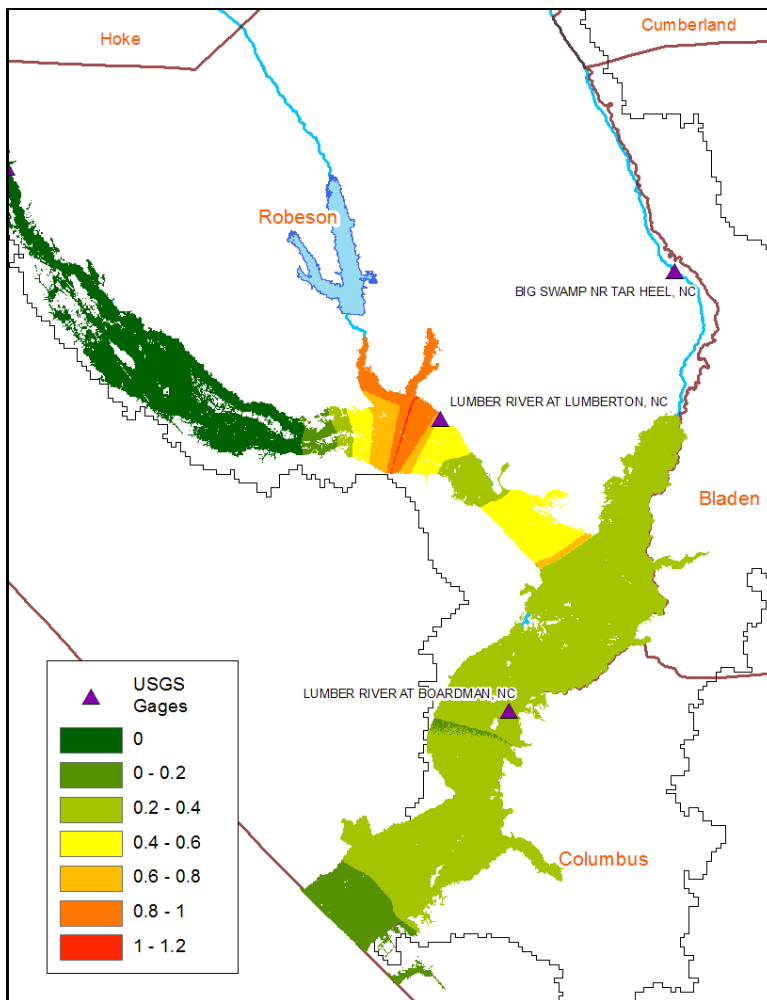 Hoke
Cumberland
Robeson
BIG SWAMP NR TAR HEEL, NC
LUMBER RIVER AT LUMBERTON, NC
Bladen
LUMBER RIVER AT BOARDMAN, NC
Columbus
USGS
Gages
0
0 - 0.2
0.2 - 0.4
0.4 - 0.6
0.6 - 0.8
0.8 - 1
1 - 1.2